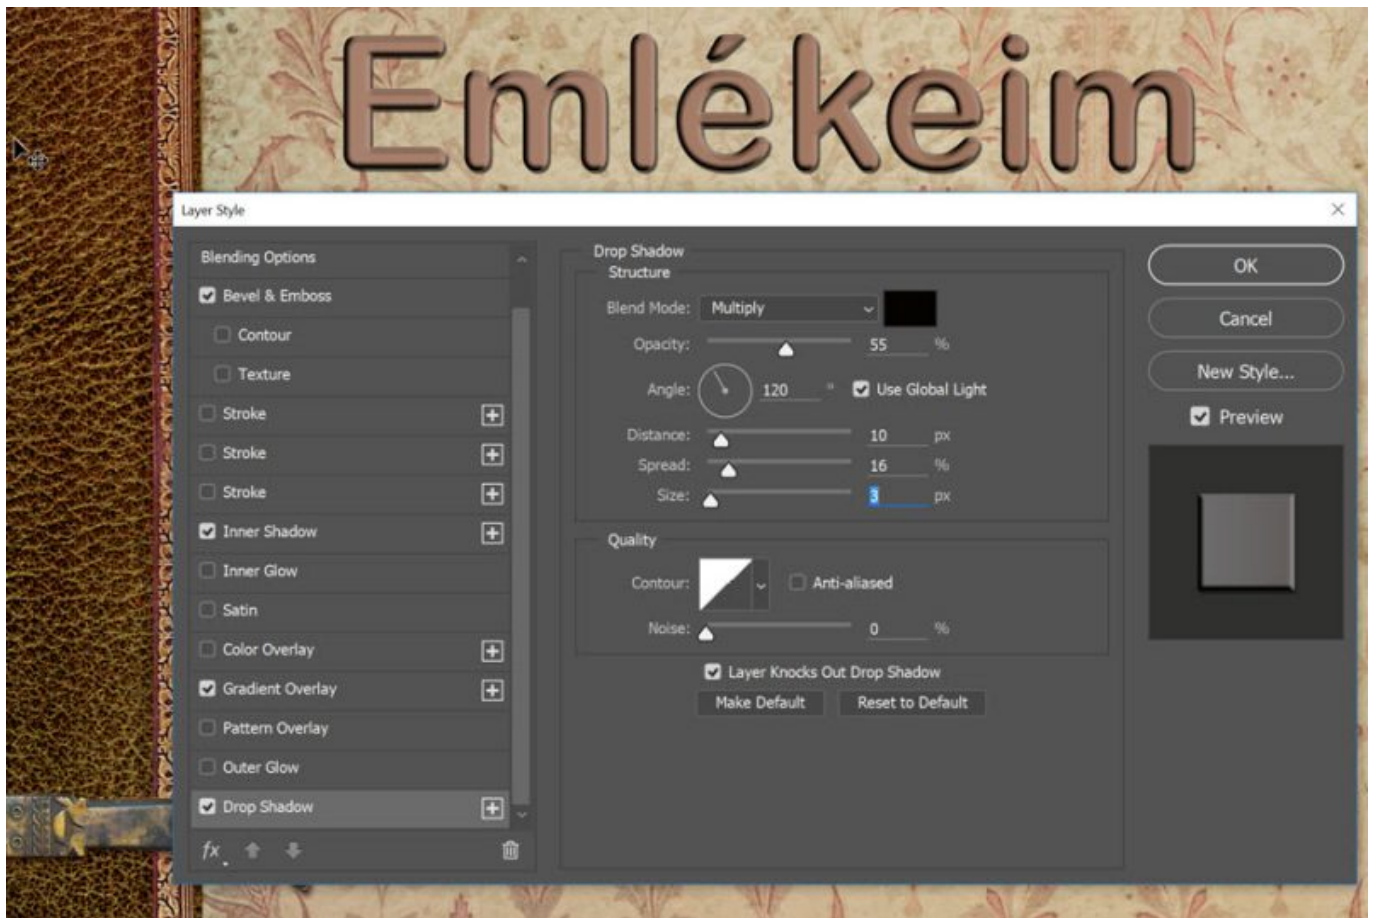 Emlékeim
Layer Style
Blending Options
Bevel & Emboss
Contour
Texture
Stroke
Stroke
Stroke
Inner Shadow
Inner Glow
Satin
Color Overlay
Gradient Overlay
Pattern Overlay
Outer Glow
Drop Shadow
fx
Drop Shadow
Structure
Blend Mode: Multiply
Opacity: 55 %
Angle: 120 ° Use Global Light
Distance: 10 px
Spread: 16 %
Size: 3 px
Quality
Contour: Anti-aliased
Noise: 0 %
Layer Knocks Out Drop Shadow
Make Default Reset to Default
OK
Cancel
New Style...
Preview